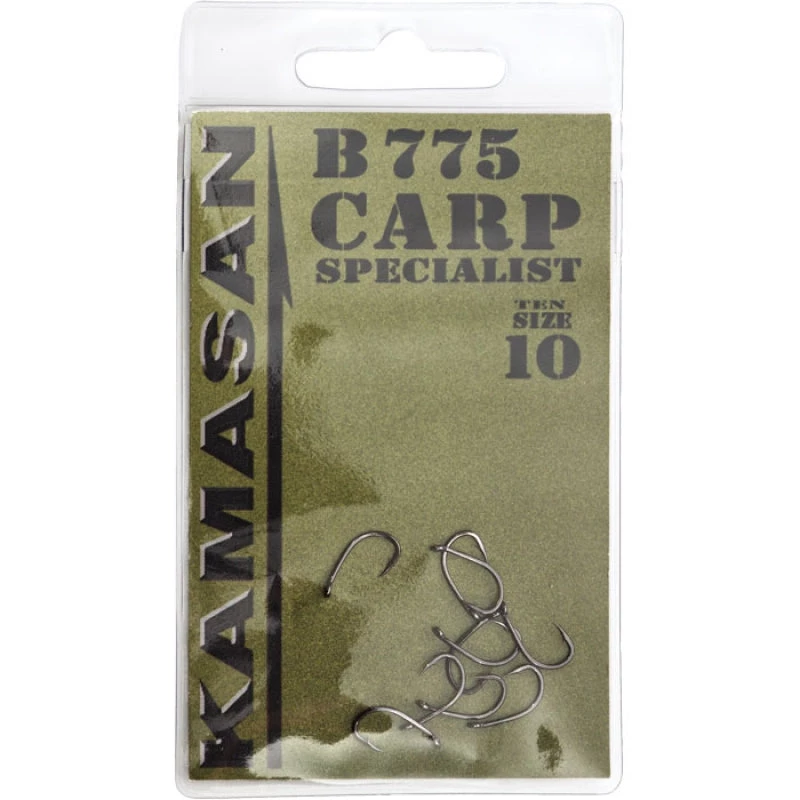 KAMASAN
B 775
CARP
SPECIALIST
TEN
SIZE
10